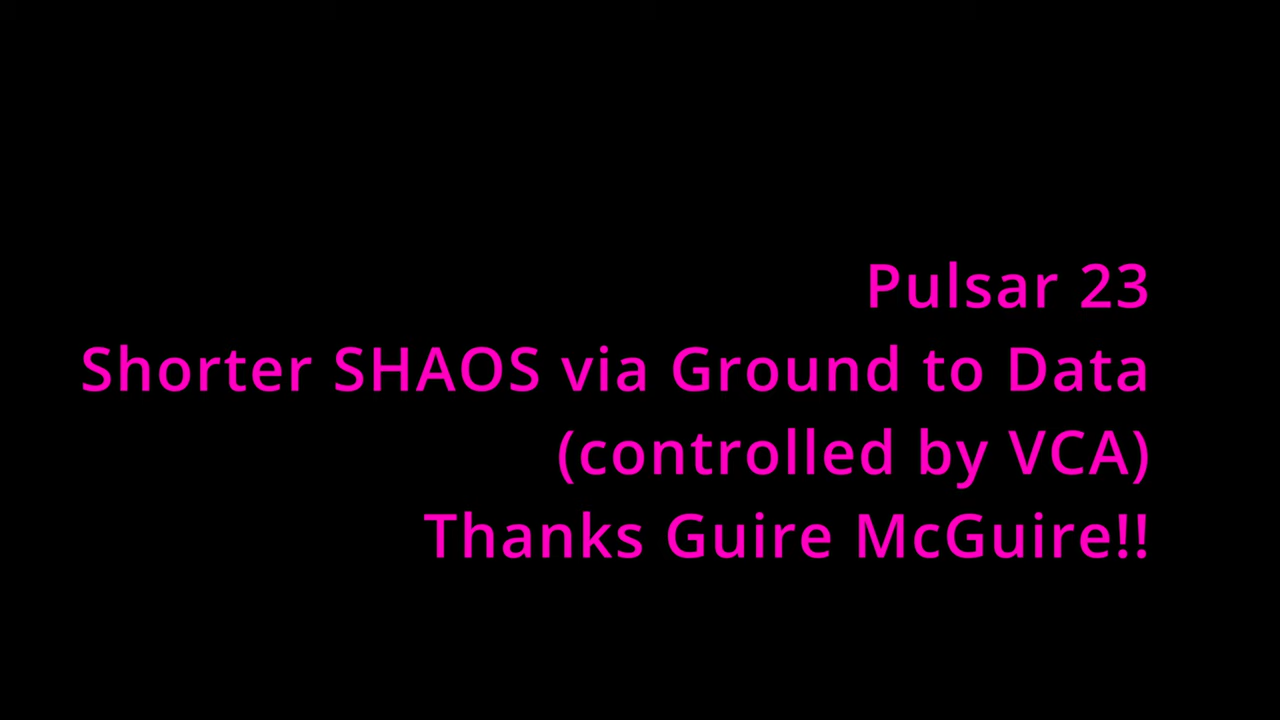 Pulsar 23
Shorter SHAOS via Ground to Data
(controlled by VCA)
Thanks Guire McGuire!!